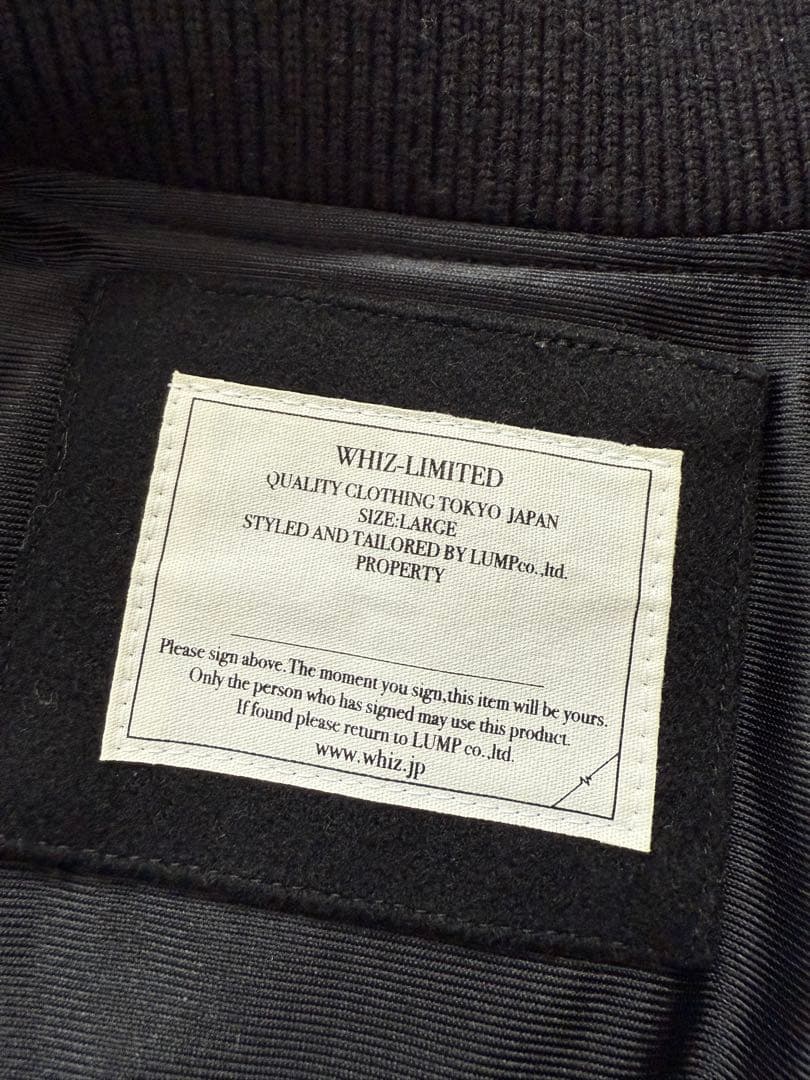 WHIZ-LIMITED
QUALITY CLOTHING TOKYO JAPAN
SIZE:LARGE
STYLED AND TAILORED BY LUMPco.,ltd.
PROPERTY
Please sign above.The moment you sign,this item will be yours.
Only the person who has signed may use this product.
If found please return to LUMP co.,ltd.
www.whiz.jp